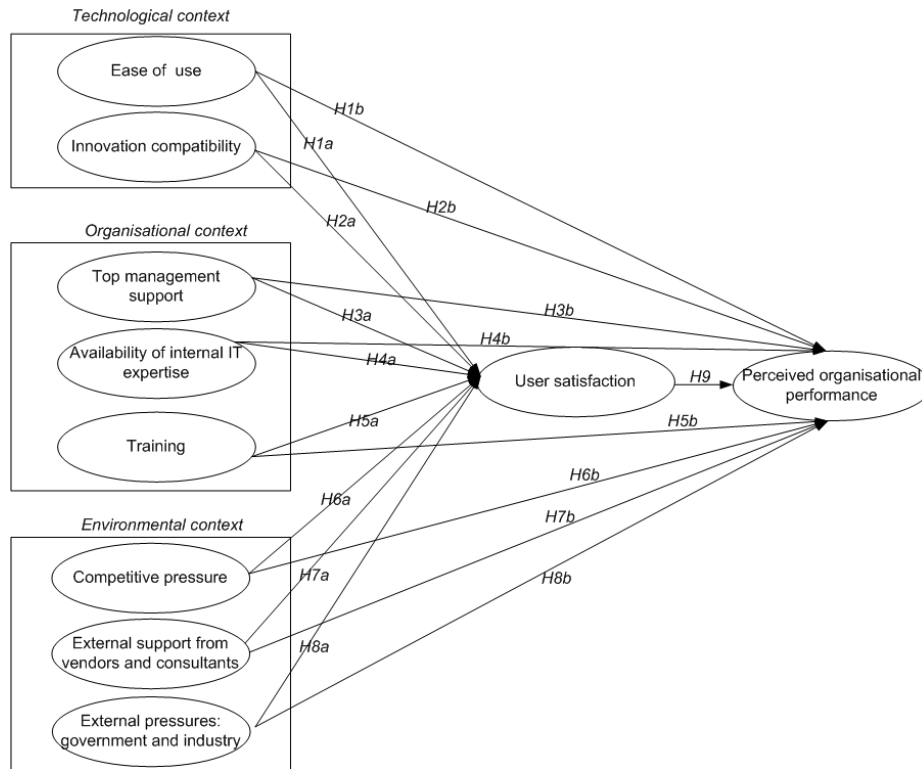 Technological context
Ease of use
H1b
H1a
Innovation compatibility
H2b
H2a
Organisational context
Top management
support
H3b
H3a
H4b
Availability of internal IT
expertise
H4a
User satisfaction
H9
Perceived organisational
performance
H5a
H5b
Training
H6b
H6a
H7b
Environmental context
Competitive pressure
H7a
H8b
External support from
vendors and consultants
H8a
External pressures:
government and industry